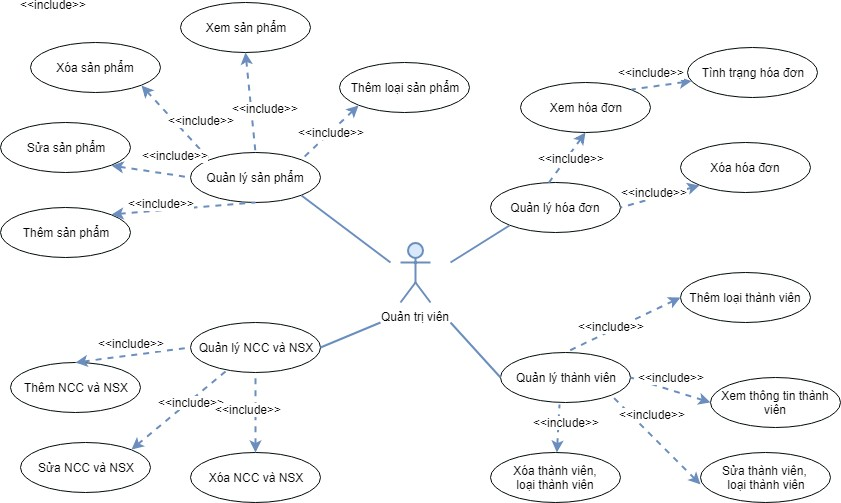 <<include>>
Xem sản phẩm
Xóa sản phẩm
Thêm loại sản phẩm
Tình trạng hóa đơn
<<include>>
Xem hóa đơn
<<include>>
<<include>>
<<include>>
Sửa sản phẩm
<<include>>
<<include>>
<<include>>
Xóa hóa đơn
Quản lý sản phẩm
<<include>>
<<include>>
Quản lý hóa đơn
Thêm sản phẩm
Thêm loại thành viên
Quản trị viên
<<include>>
<<include>>
Quản lý NCC và NSX
Quản lý thành viên
<<include>>
Thêm NCC và NSX
Xem thông tin thành
viên
<<include>>
<<include>>
<<include>>
<<include>>
Sửa NCC và NSX
Xóa NCC và NSX
Xóa thành viên,
loại thành viên
Sửa thành viên,
loại thành viên